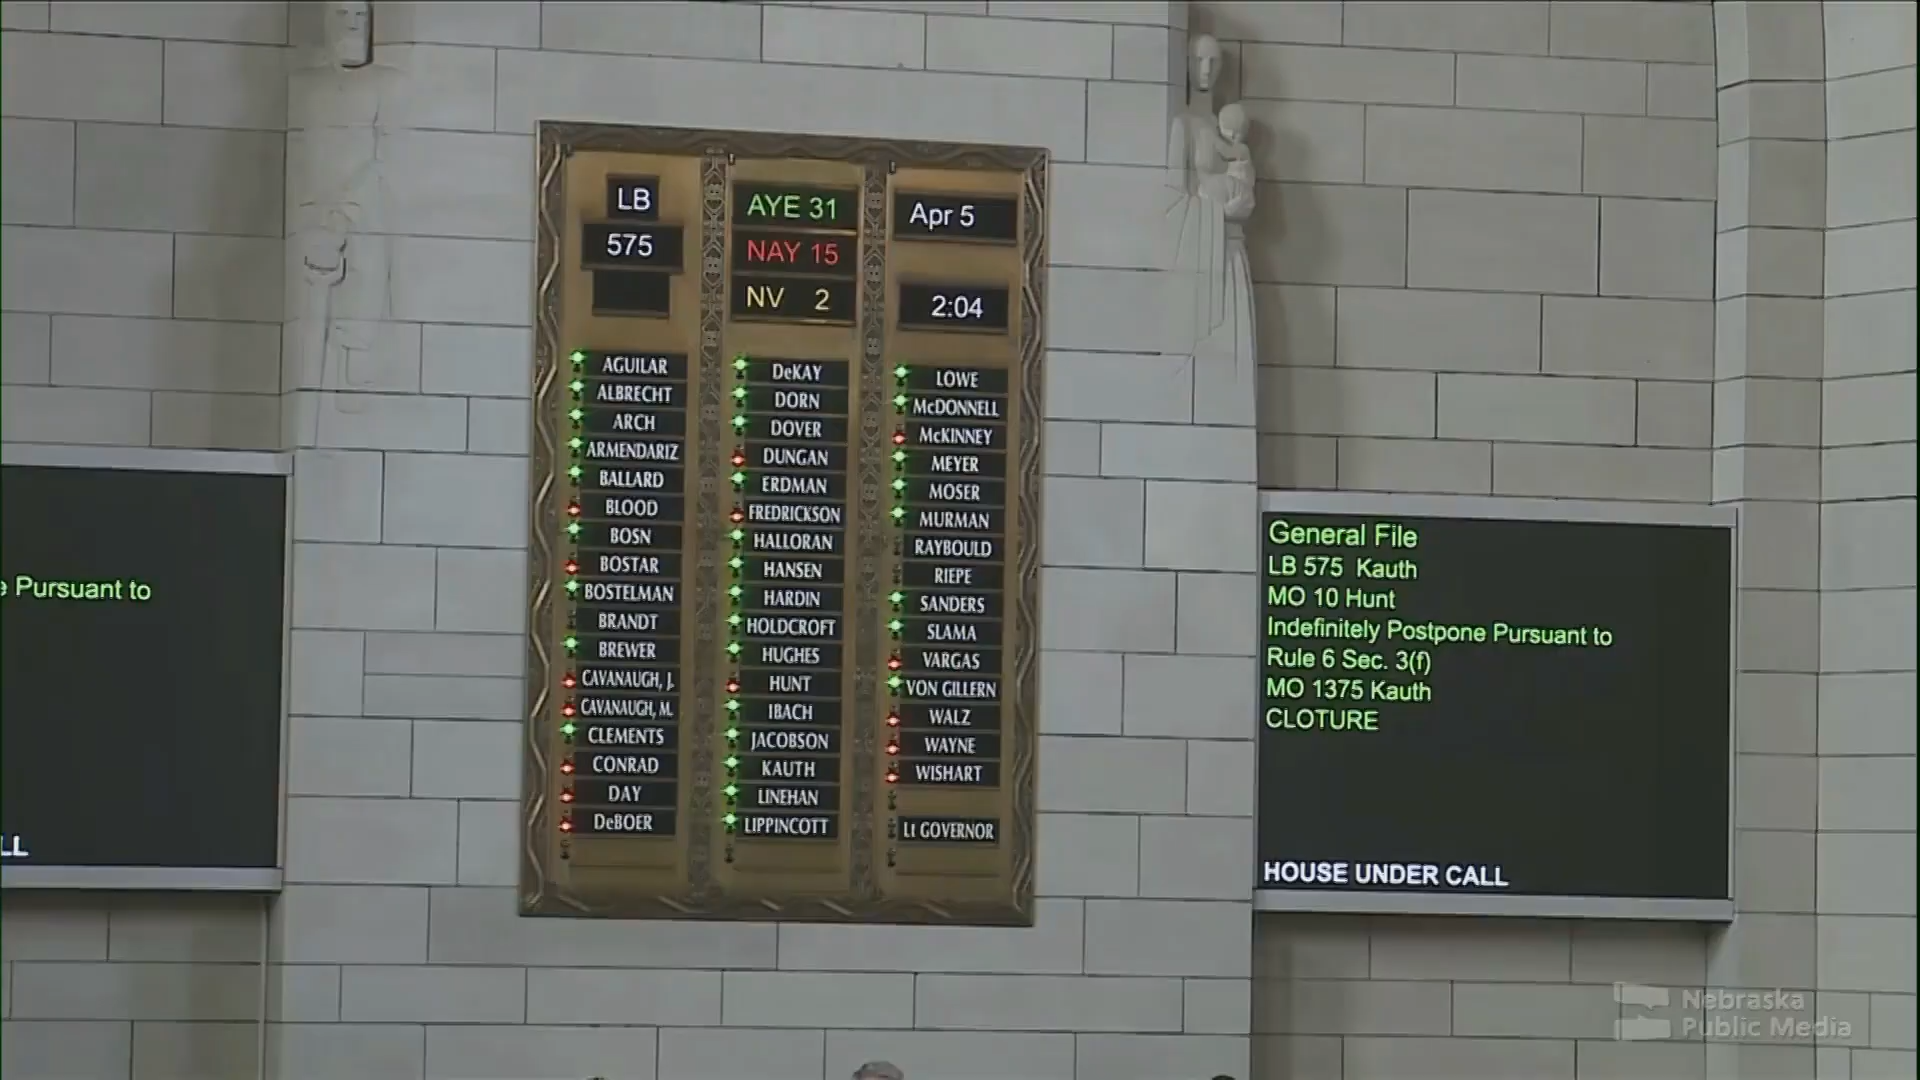 LB
575
AYE 31
NAY 15
NV 2
Apr 5
2:04
AGUILAR
ALBRECHT
ARCH
ARMENDARIZ
BALLARD
BLOOD
BOSN
BOSTAR
BOSTELMAN
BRANDT
BREWER
CAVANAUGH, J.
CAVANAUGH, M.
CLEMENTS
CONRAD
DAY
DeBOER
DeKAY
DORN
DOVER
DUNGAN
ERDMAN
FREDRICKSON
HALLORAN
HANSEN
HARDIN
HOLDCROFT
HUGHES
HUNT
IBACH
JACOBSON
KAUTH
LINEHAN
LIPPINCOTT
LOWE
McDONNELL
McKINNEY
MEYER
MOSER
MURMAN
RAYBOULD
RIEPE
SANDERS
SLAMA
VARGAS
VON GILLERN
WALZ
WAYNE
WISHART
Lt GOVERNOR
e Pursuant to
LL
General File
LB 575 Kauth
MO 10 Hunt
Indefinitely Postpone Pursuant to
Rule 6 Sec. 3(f)
MO 1375 Kauth
CLOTURE
HOUSE UNDER CALL
Nebraska
Public Media